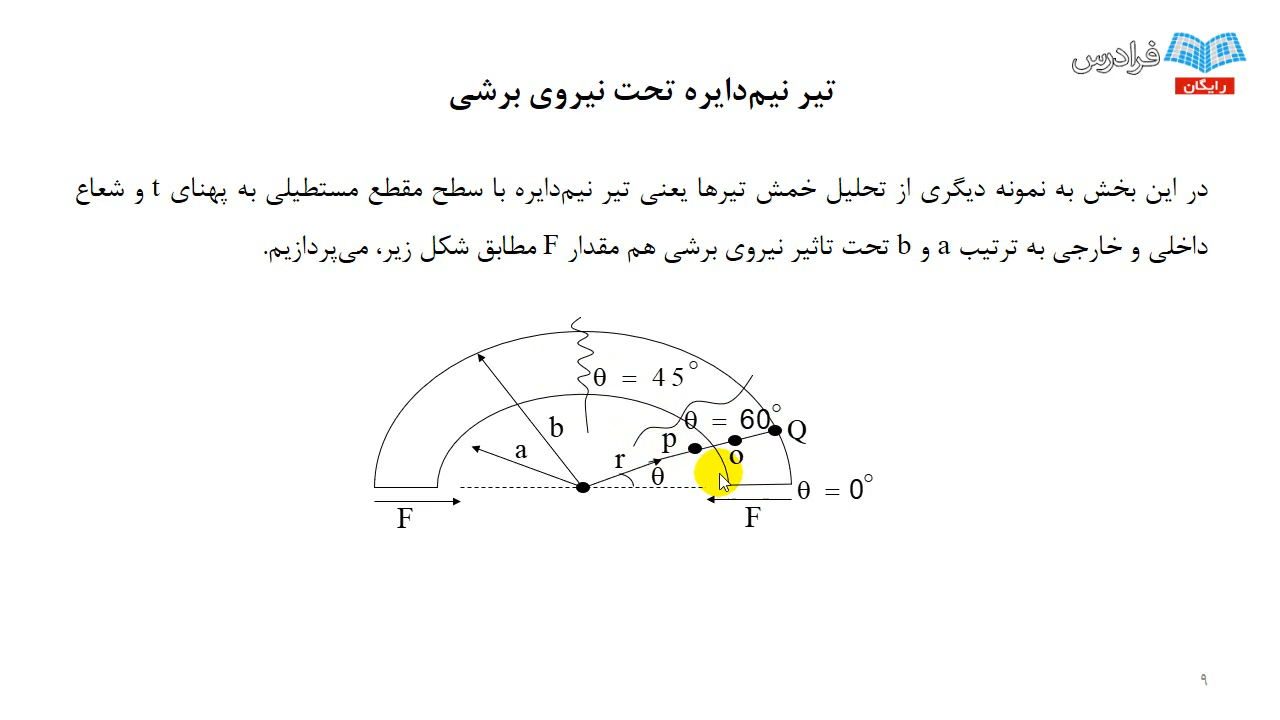 فرادرس
رایگان
تیر نیم‌دایره تحت نیروی برشی
در این بخش به نمونه دیگری از تحلیل خمش تیرها یعنی تیر نیم‌دایره با سطح مقطع مستطیلی به پهنای t و شعاع
داخلی و خارجی به ترتیب a و b تحت تاثیر نیروی برشی هم مقدار F مطابق شکل زیر، می‌پردازیم.
θ = 45°
θ = 60°
b
a
r
θ
p
o
Q
θ = 0°
F
F
۹